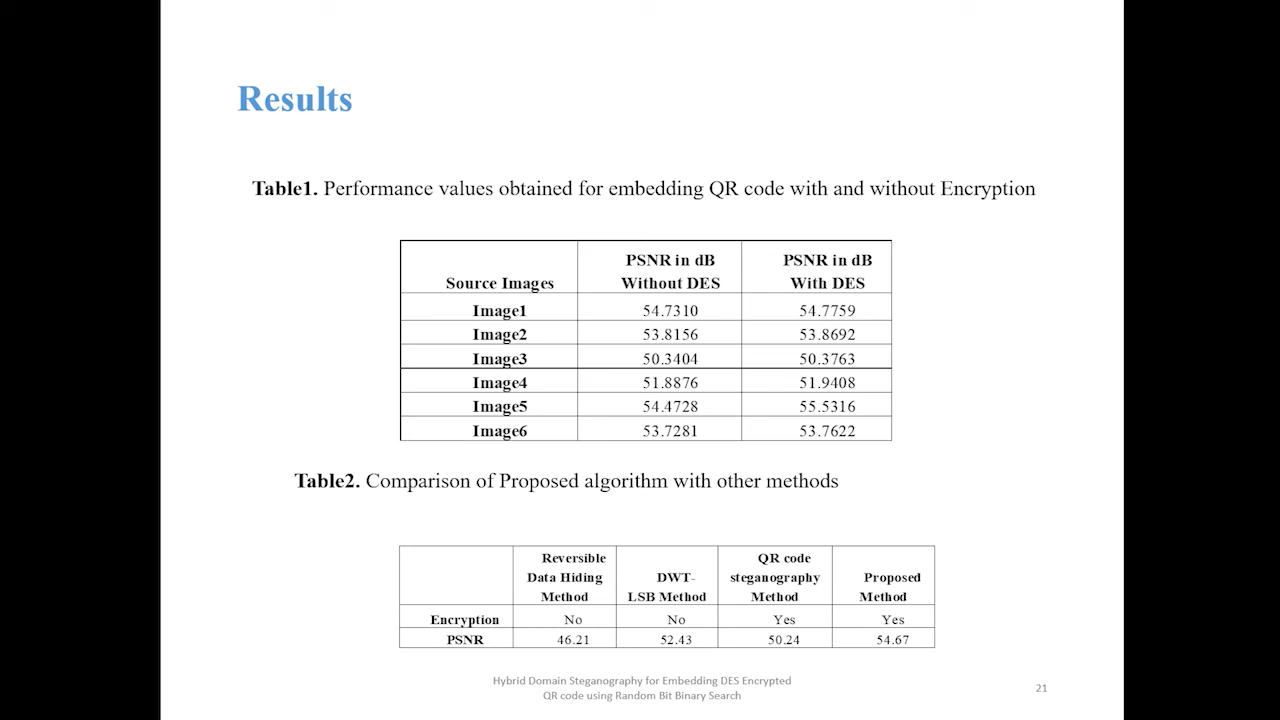 Results
Table1. Performance values obtained for embedding QR code with and without Encryption
Source Images PSNR in dB Without DES PSNR in dB With DES
Image1 54.7310 54.7759
Image2 53.8156 53.8692
Image3 50.3404 50.3763
Image4 51.8876 51.9408
Image5 54.4728 55.5316
Image6 53.7281 53.7622
Table2. Comparison of Proposed algorithm with other methods
Reversible Data Hiding Method DWT-LSB Method QR code steganography Method Proposed Method
Encryption No No Yes Yes
PSNR 46.21 52.43 50.24 54.67
Hybrid Domain Steganography for Embedding DES Encrypted
QR code using Random Bit Binary Search
21